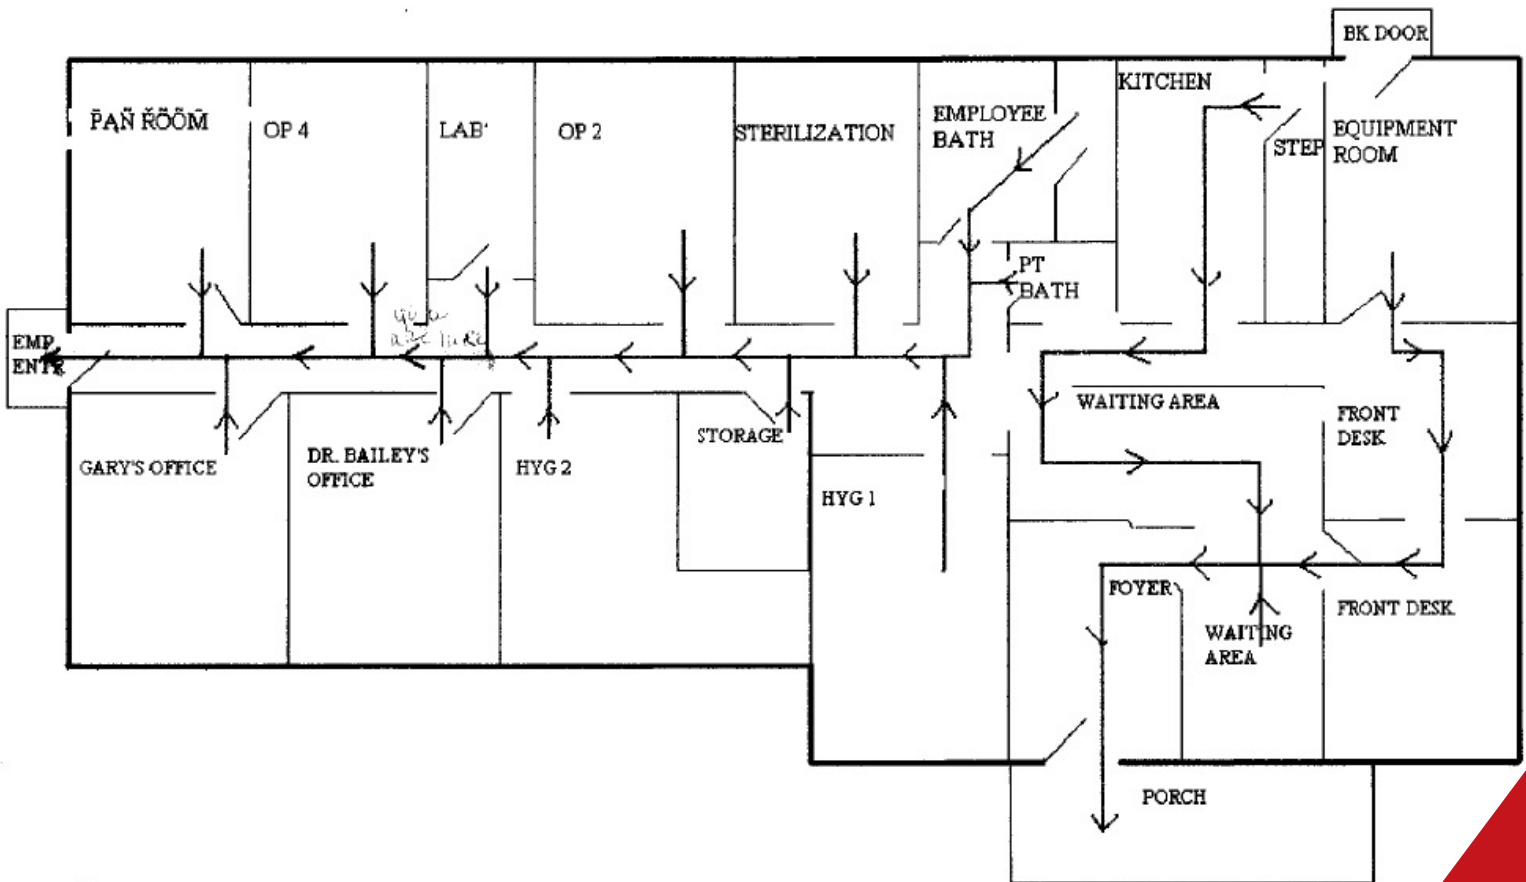 BK DOOR
KITCHEN
PAN ROOM
OP 4
LAB
OP 2
STERILIZATION
EMPLOYEE
BATH
STEP
EQUIPMENT
ROOM
PT
BATH
EMP
ENTR
WAITING AREA
FRONT
DESK
GARY'S OFFICE
DR. BAILEY'S
OFFICE
HYG 2
STORAGE
HYG 1
FOYER
WAITING
AREA
FRONT DESK
PORCH